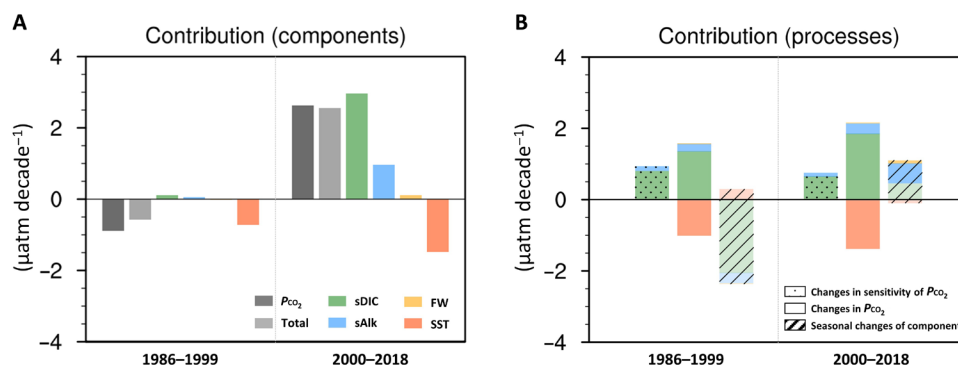 A
Contribution (components)
(μatm decade⁻¹)
4
2
0
−2
−4
PCO₂
sDIC
FW
Total
sAlk
SST
1986–1999
2000–2018
B
Contribution (processes)
(μatm decade⁻¹)
4
2
0
−2
−4
Changes in sensitivity of PCO₂
Changes in PCO₂
Seasonal changes of component
1986–1999
2000–2018